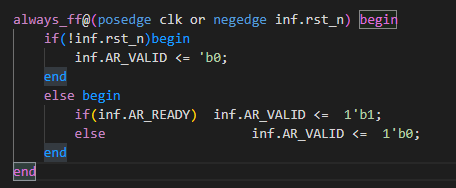 always_ff@(posedge clk or negedge inf.rst_n) begin
    if(!inf.rst_n)begin
        inf.AR_VALID <= 'b0;
    end
    else begin
        if(inf.AR_READY)  inf.AR_VALID <=  1'b1;
        else                   inf.AR_VALID <=  1'b0;
    end
end